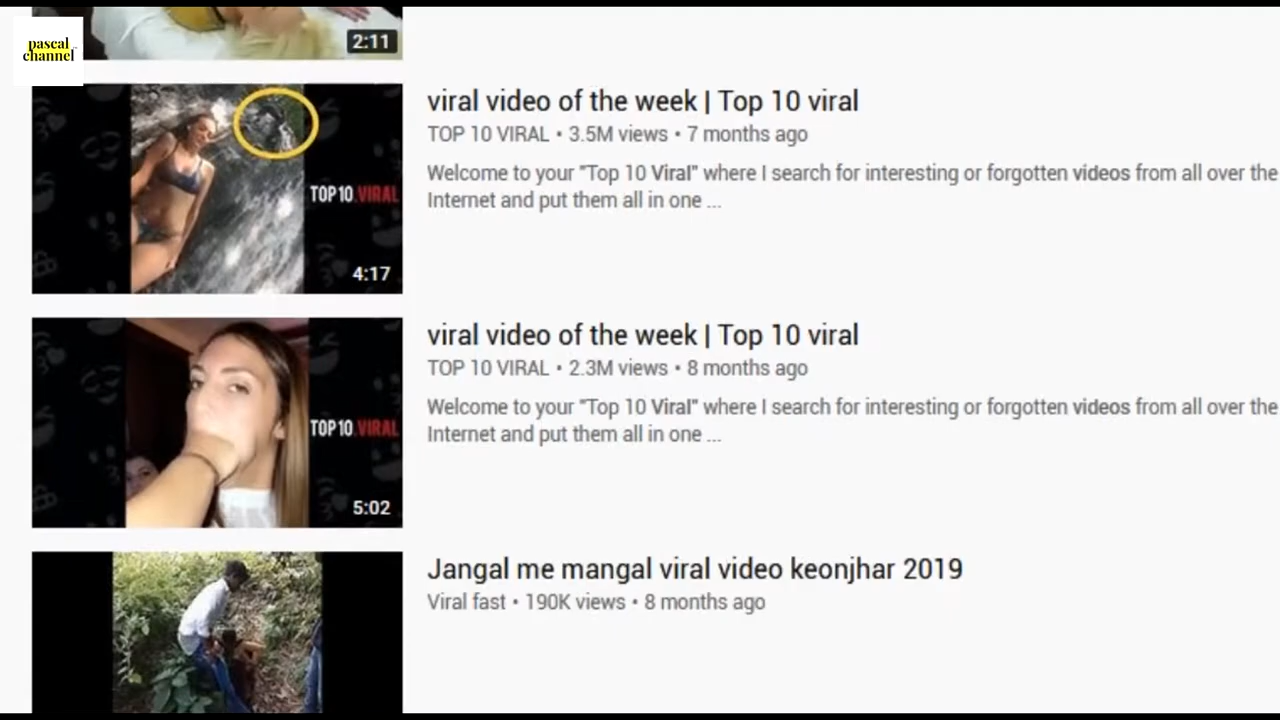 pascal
channel
2:11
viral video of the week | Top 10 viral
TOP 10 VIRAL • 3.5M views • 7 months ago
Welcome to your "Top 10 Viral" where I search for interesting or forgotten videos from all over the
Internet and put them all in one ...
TOP10.VIRAL
4:17
viral video of the week | Top 10 viral
TOP 10 VIRAL • 2.3M views • 8 months ago
Welcome to your "Top 10 Viral" where I search for interesting or forgotten videos from all over the
Internet and put them all in one ...
TOP10.VIRAL
5:02
Jangal me mangal viral video keonjhar 2019
Viral fast • 190K views • 8 months ago